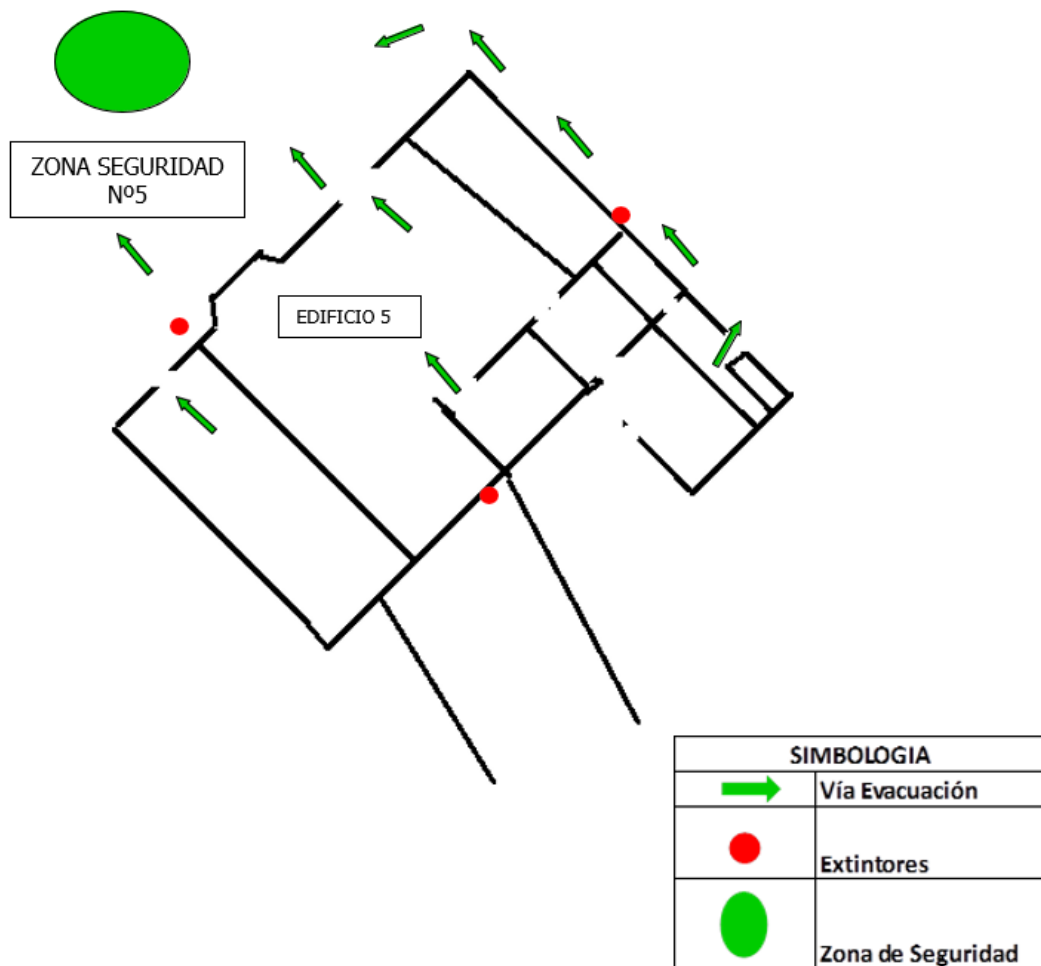 ZONA SEGURIDAD
Nº5
EDIFICIO 5
SIMBOLOGIA
Vía Evacuación
Extintores
Zona de Seguridad